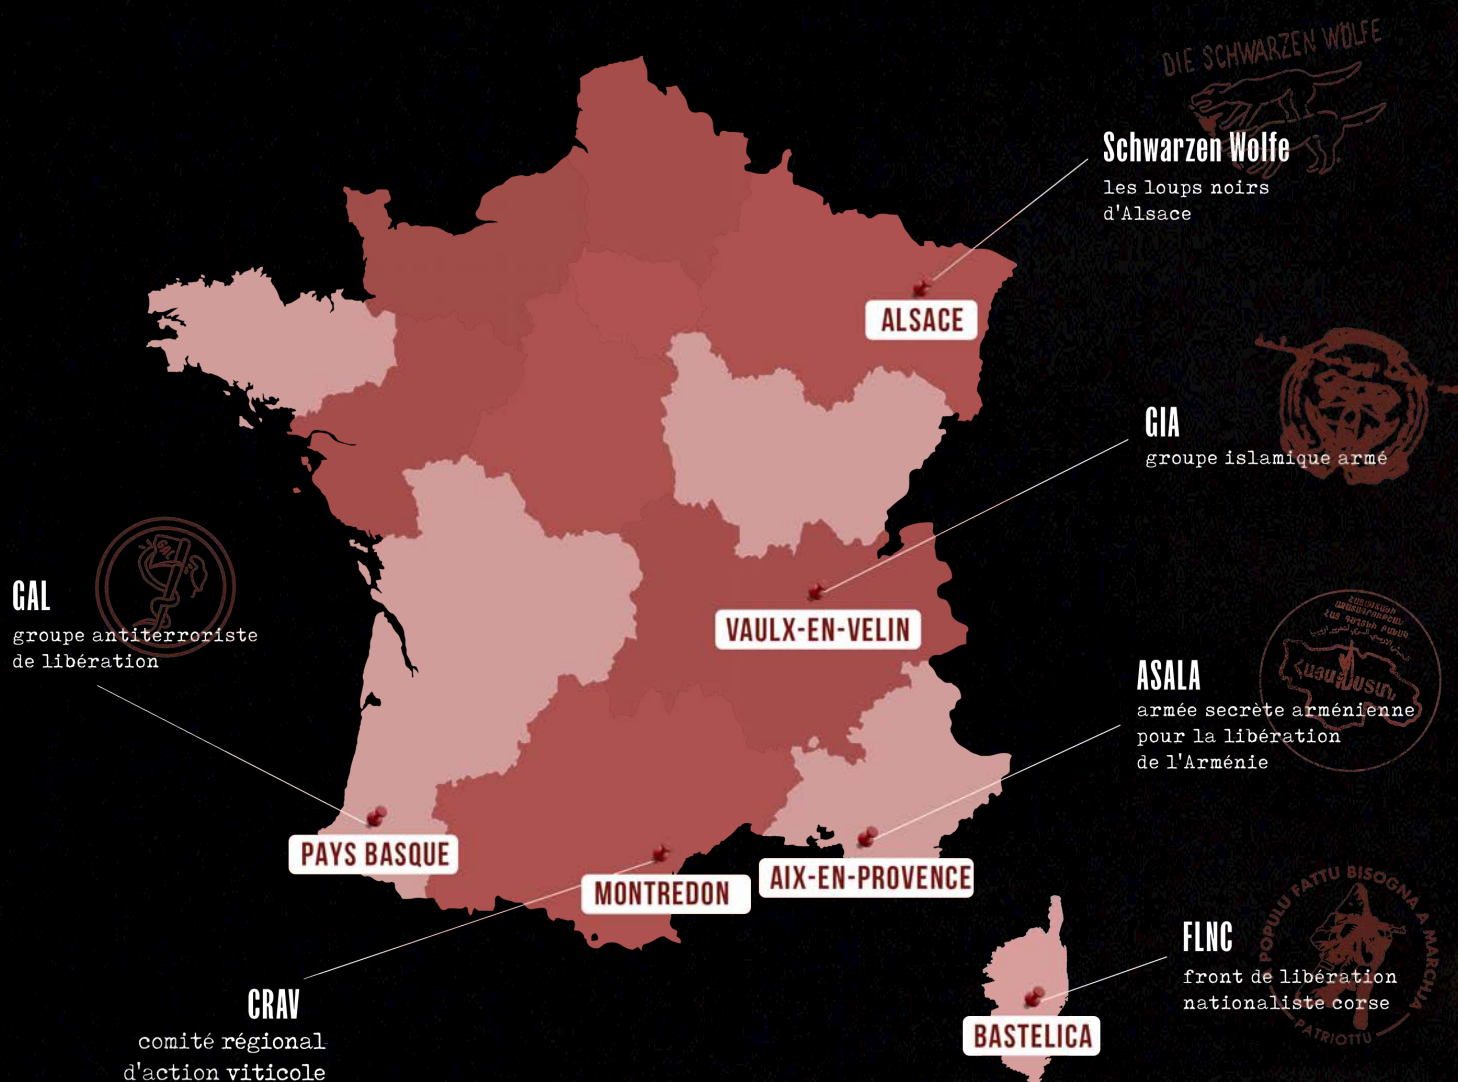 DIE SCHWARZEN WÖLFE
Schwarzen Wolfe
les loups noirs
d'Alsace
ALSACE
GIA
groupe islamique armé
VAULX-EN-VELIN
GAL
groupe antiterroriste
de libération
PAYS BASQUE
ASALA
armée secrète arménienne
pour la libération
de l'Arménie
AIX-EN-PROVENCE
MONTREDON
CRAV
comité régional
d'action viticole
FLNC
front de libération
nationaliste corse
BASTELICA
POPULU FATTU BISOGNA A MARCHJA
PATRIOTTU